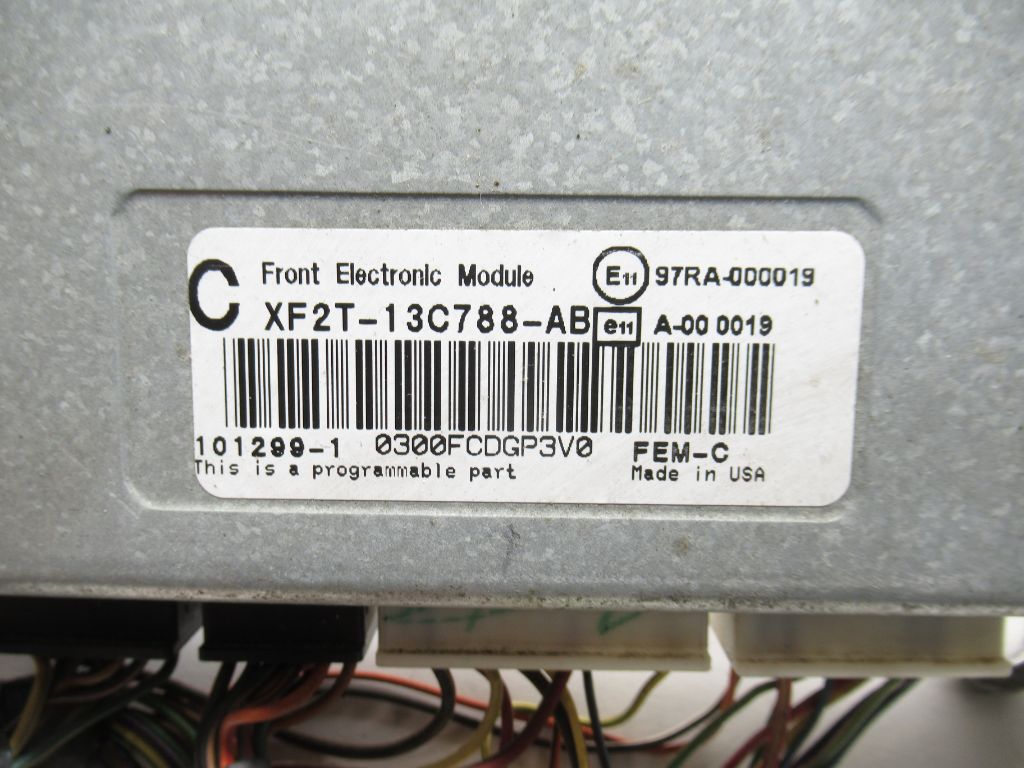 C Front Electronic Module E11 97RA-000019
XF2T-13C788-AB e11 A-00 0019
101299-1 0300FCDGP3V0 FEM-C
This is a programmable part Made in USA